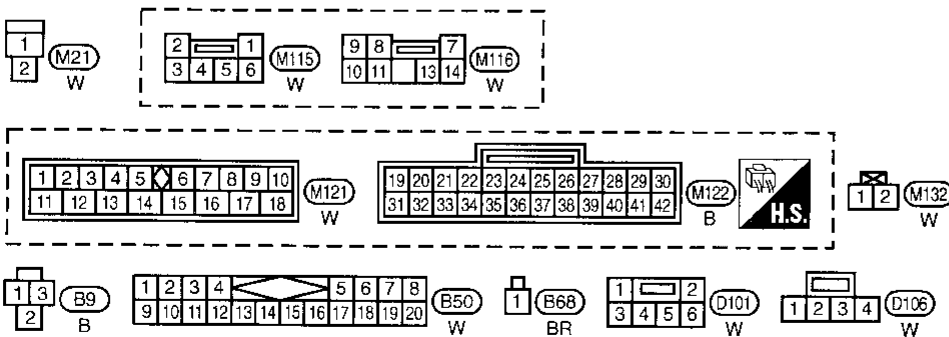 1
2
M21
W
2 1
3 4 5 6
M115
W
9 8 7
10 11 13 14
M116
W
1 2 3 4 5 6 7 8 9 10
11 12 13 14 15 16 17 18
M121
W
19 20 21 22 23 24 25 26 27 28 29 30
31 32 33 34 35 36 37 38 39 40 41 42
M122
B
H.S.
1 2
M132
W
1 3
2
B9
B
1 2 3 4 5 6 7 8
9 10 11 12 13 14 15 16 17 18 19 20
B50
W
1
B68
BR
1 2
3 4 5 6
D101
W
1 2 3 4
D106
W